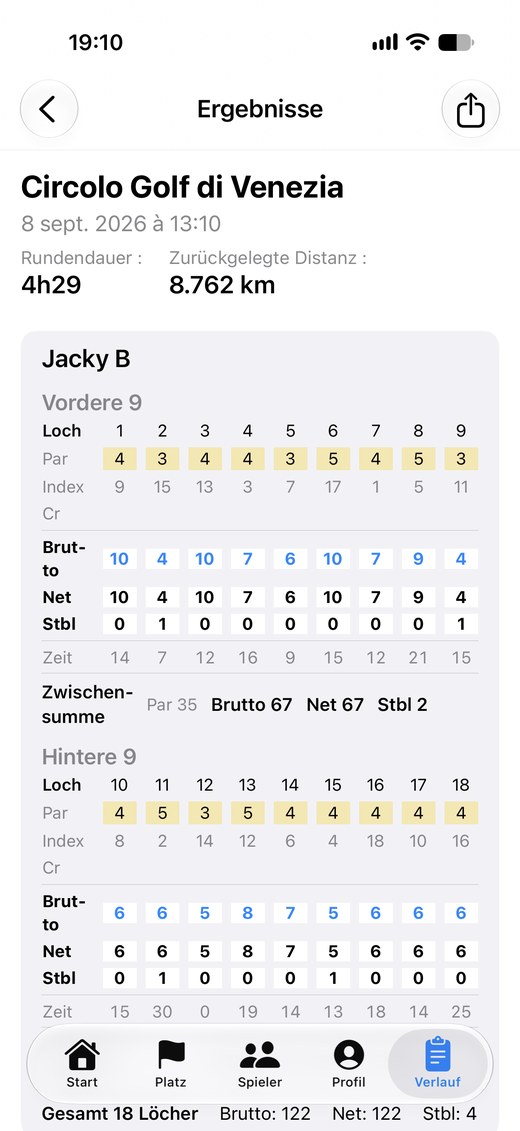 19:10
Ergebnisse
Circolo Golf di Venezia
8 sept. 2026 à 13:10
Rundendauer : Zurückgelegte Distanz :
4h29 8.762 km
Jacky B
Vordere 9
Loch 1 2 3 4 5 6 7 8 9
Par 4 3 4 4 3 5 4 5 3
Index 9 15 13 3 7 17 1 5 11
Cr
Brut-
to 10 4 10 7 6 10 7 9 4
Net 10 4 10 7 6 10 7 9 4
Stbl 0 1 0 0 0 0 0 0 1
Zeit 14 7 12 16 9 15 12 21 15
Zwischen-
summe Par 35 Brutto 67 Net 67 Stbl 2
Hintere 9
Loch 10 11 12 13 14 15 16 17 18
Par 4 5 3 5 4 4 4 4 4
Index 8 2 14 12 6 4 18 10 16
Cr
Brut-
to 6 6 5 8 7 5 6 6 6
Net 6 6 5 8 7 5 6 6 6
Stbl 0 1 0 0 0 1 0 0 0
Zeit 15 30 0 19 14 13 18 14 25
Start Platz Spieler Profil Verlauf
Gesamt 18 Löcher Brutto: 122 Net: 122 Stbl: 4